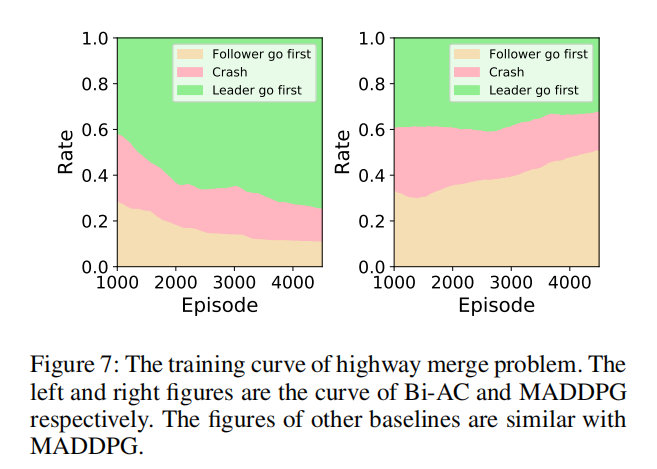 1.0
0.8
0.6
0.4
0.2
0.0
Rate
1000 2000 3000 4000
Episode
Follower go first
Crash
Leader go first
1.0
0.8
0.6
0.4
0.2
0.0
Rate
1000 2000 3000 4000
Episode
Follower go first
Crash
Leader go first
Figure 7: The training curve of highway merge problem. The
left and right figures are the curve of Bi-AC and MADDPG
respectively. The figures of other baselines are similar with
MADDPG.